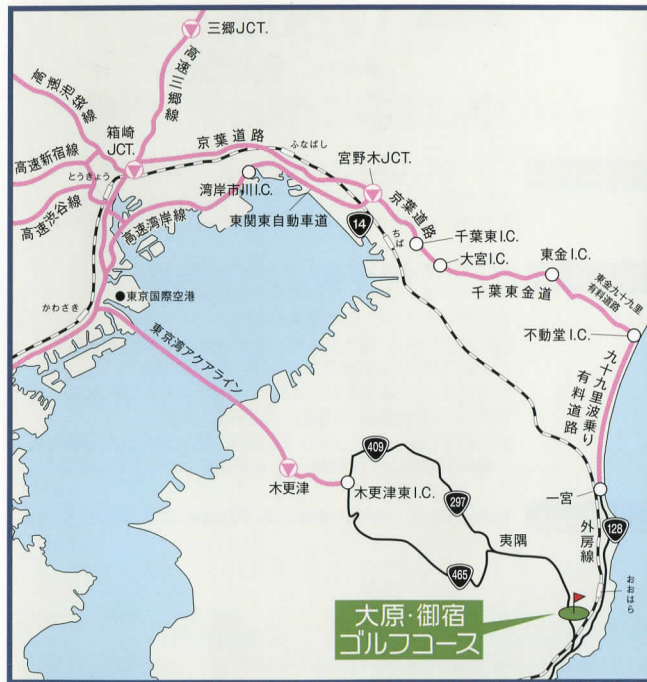 三郷JCT.
高速池袋線
高速三郷線
箱崎
JCT.
京葉道路
ふなばし
宮野木JCT.
高速新宿線
とうきょう
湾岸市川I.C.
高速渋谷線
高速湾岸線
東関東自動車道
14
京葉道路
ちば
千葉東I.C.
大宮I.C.
東金I.C.
千葉東金道
東金九十九里
有料道路
東京国際空港
かわさき
不動堂I.C.
東京湾アクアライン
九十九里波乗り
有料道路
409
木更津
木更津東I.C.
297
一宮
128
夷隅
外房線
465
おおはら
大原・御宿
ゴルフコース